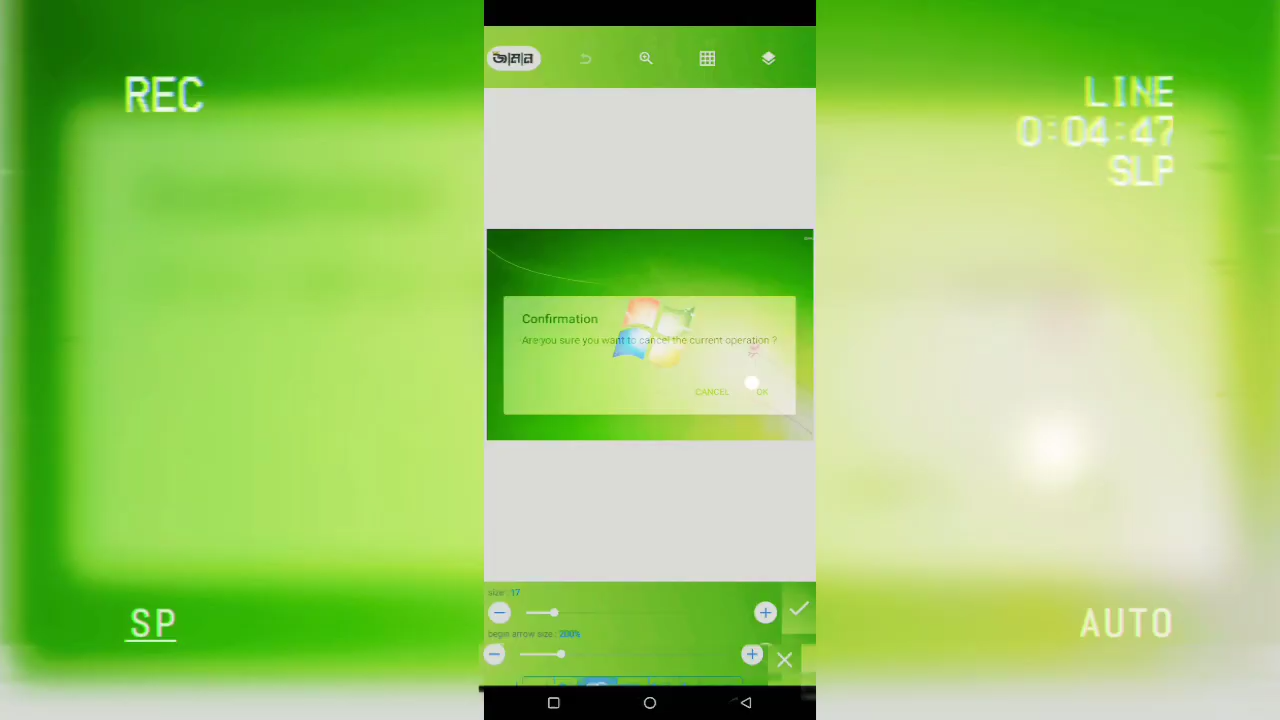 REC
LINE
0:04:47
SLP
জ|ম|ন
Confirmation
Are you sure you want to cancel the current operation ?
CANCEL
OK
size : 17
begin arrow size : 200%
SP
AUTO